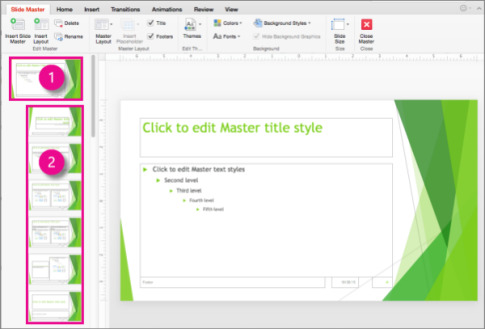 Slide Master Home Insert Transitions Animations Review View
Insert Slide Master Insert Layout Delete Rename Master Layout Insert Placeholder Title Footers Themes Colors Fonts Background Styles Hide Background Graphics Slide Size Close Master
Edit Master Master Layout Edit Th... Background Size Close
1
2
Click to edit Master title style
Click to edit Master text styles
Second level
Third level
Fourth level
Fifth level
Footer